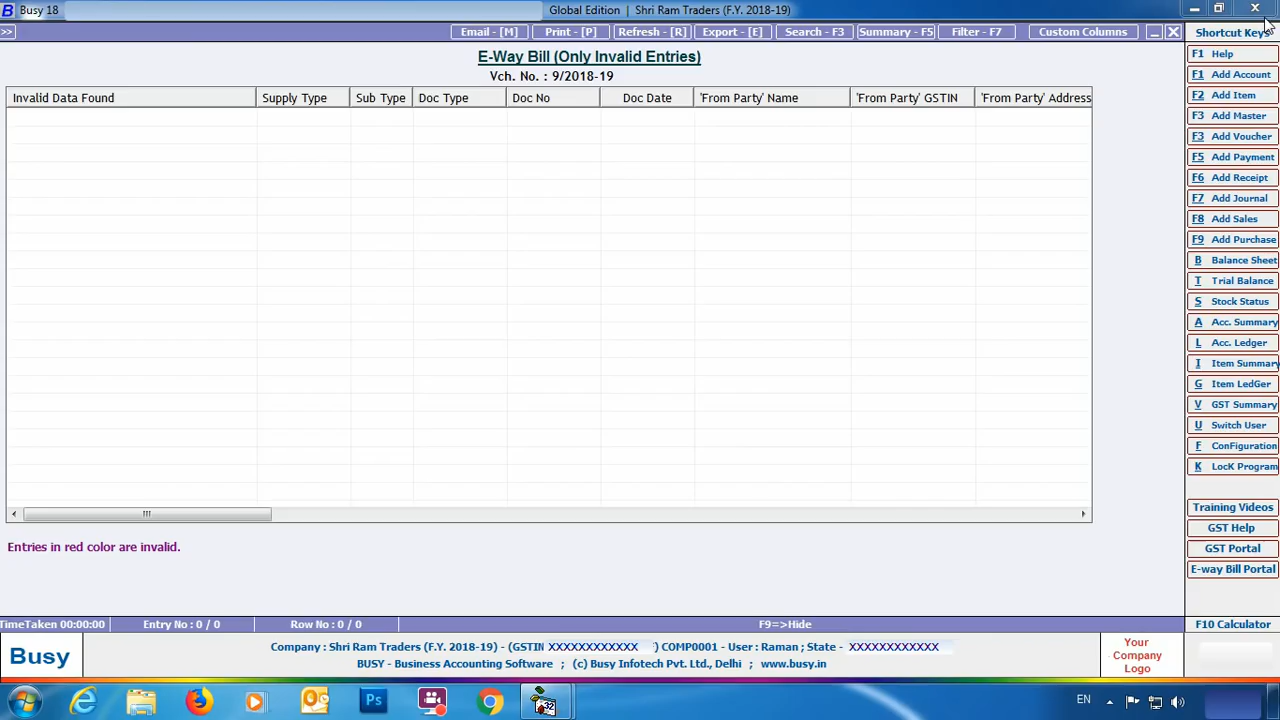 Busy 18
Global Edition | Shri Ram Traders (F.Y. 2018-19)
>> Email - [M] Print - [P] Refresh - [R] Export - [E] Search - F3 Summary - F5 Filter - F7 Custom Columns
Shortcut Keys
E-Way Bill (Only Invalid Entries)
Vch. No. : 9/2018-19
Invalid Data Found Supply Type Sub Type Doc Type Doc No Doc Date 'From Party' Name 'From Party' GSTIN 'From Party' Address
F1 Help
F1 Add Account
F2 Add Item
F3 Add Master
F3 Add Voucher
F5 Add Payment
F6 Add Receipt
F7 Add Journal
F8 Add Sales
F9 Add Purchase
B Balance Sheet
T Trial Balance
S Stock Status
A Acc. Summary
L Acc. Ledger
I Item Summary
G Item LedGer
V GST Summary
U Switch User
F ConFiguration
K LocK Program
Training Videos
GST Help
GST Portal
E-way Bill Portal
Entries in red color are invalid.
TimeTaken 00:00:00 Entry No : 0 / 0 Row No : 0 / 0 F9=>Hide F10 Calculator
Busy
Company : Shri Ram Traders (F.Y. 2018-19) - (GSTIN XXXXXXXXXXXX ') COMP0001 - User : Raman ; State - XXXXXXXXXXXX
BUSY - Business Accounting Software ; (c) Busy Infotech Pvt. Ltd., Delhi ; www.busy.in
Your
Company
Logo
Ps
32
EN